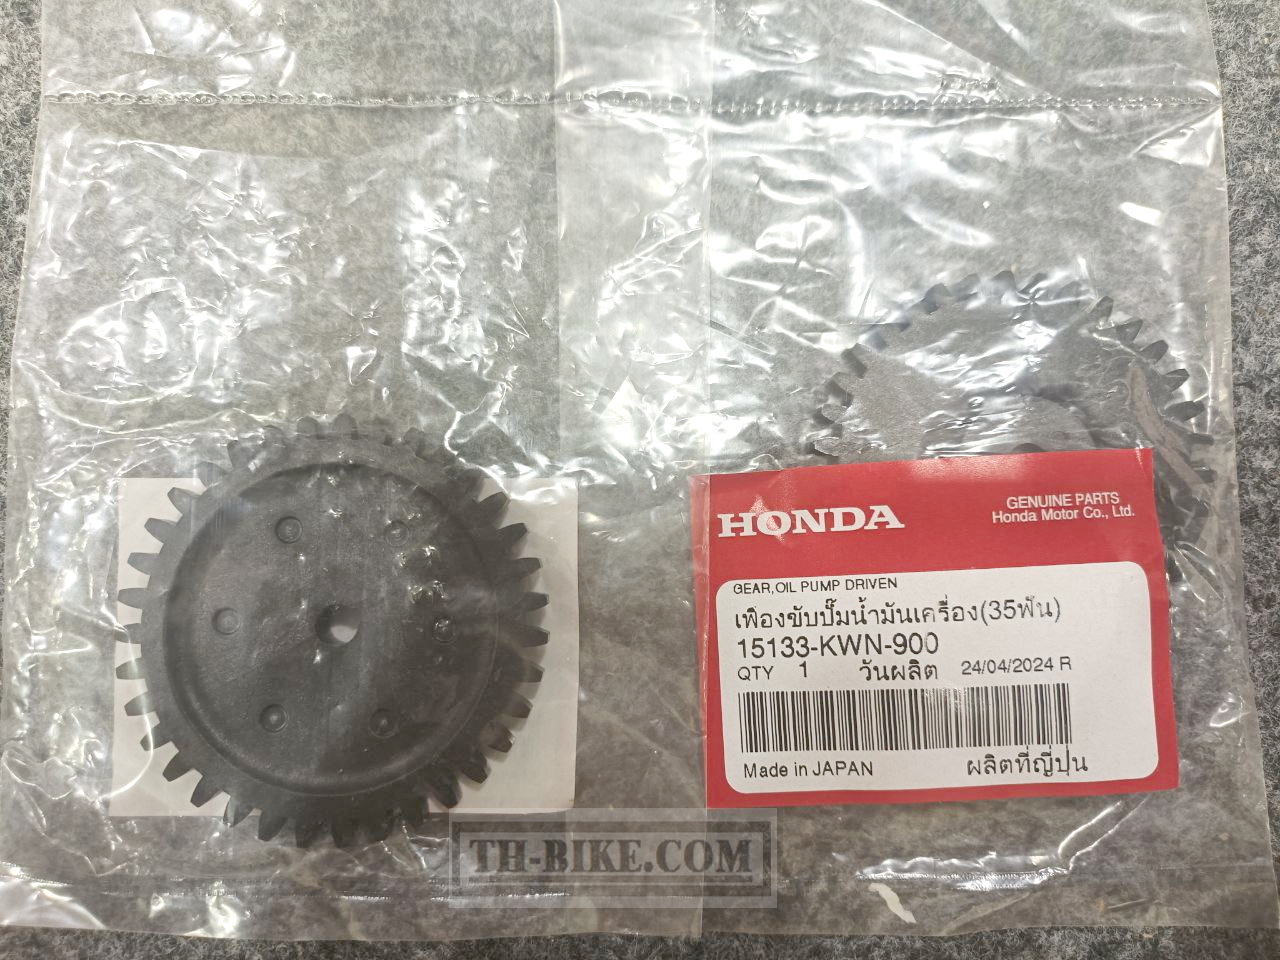 HONDA
GENUINE PARTS
Honda Motor Co., Ltd.
GEAR,OIL PUMP DRIVEN
เฟืองขับปั๊มน้ำมันเครื่อง(35ฟัน)
15133-KWN-900
QTY 1 วันผลิต 24/04/2024 R
Made in JAPAN ผลิตที่ญี่ปุ่น
TH-BIKE.COM